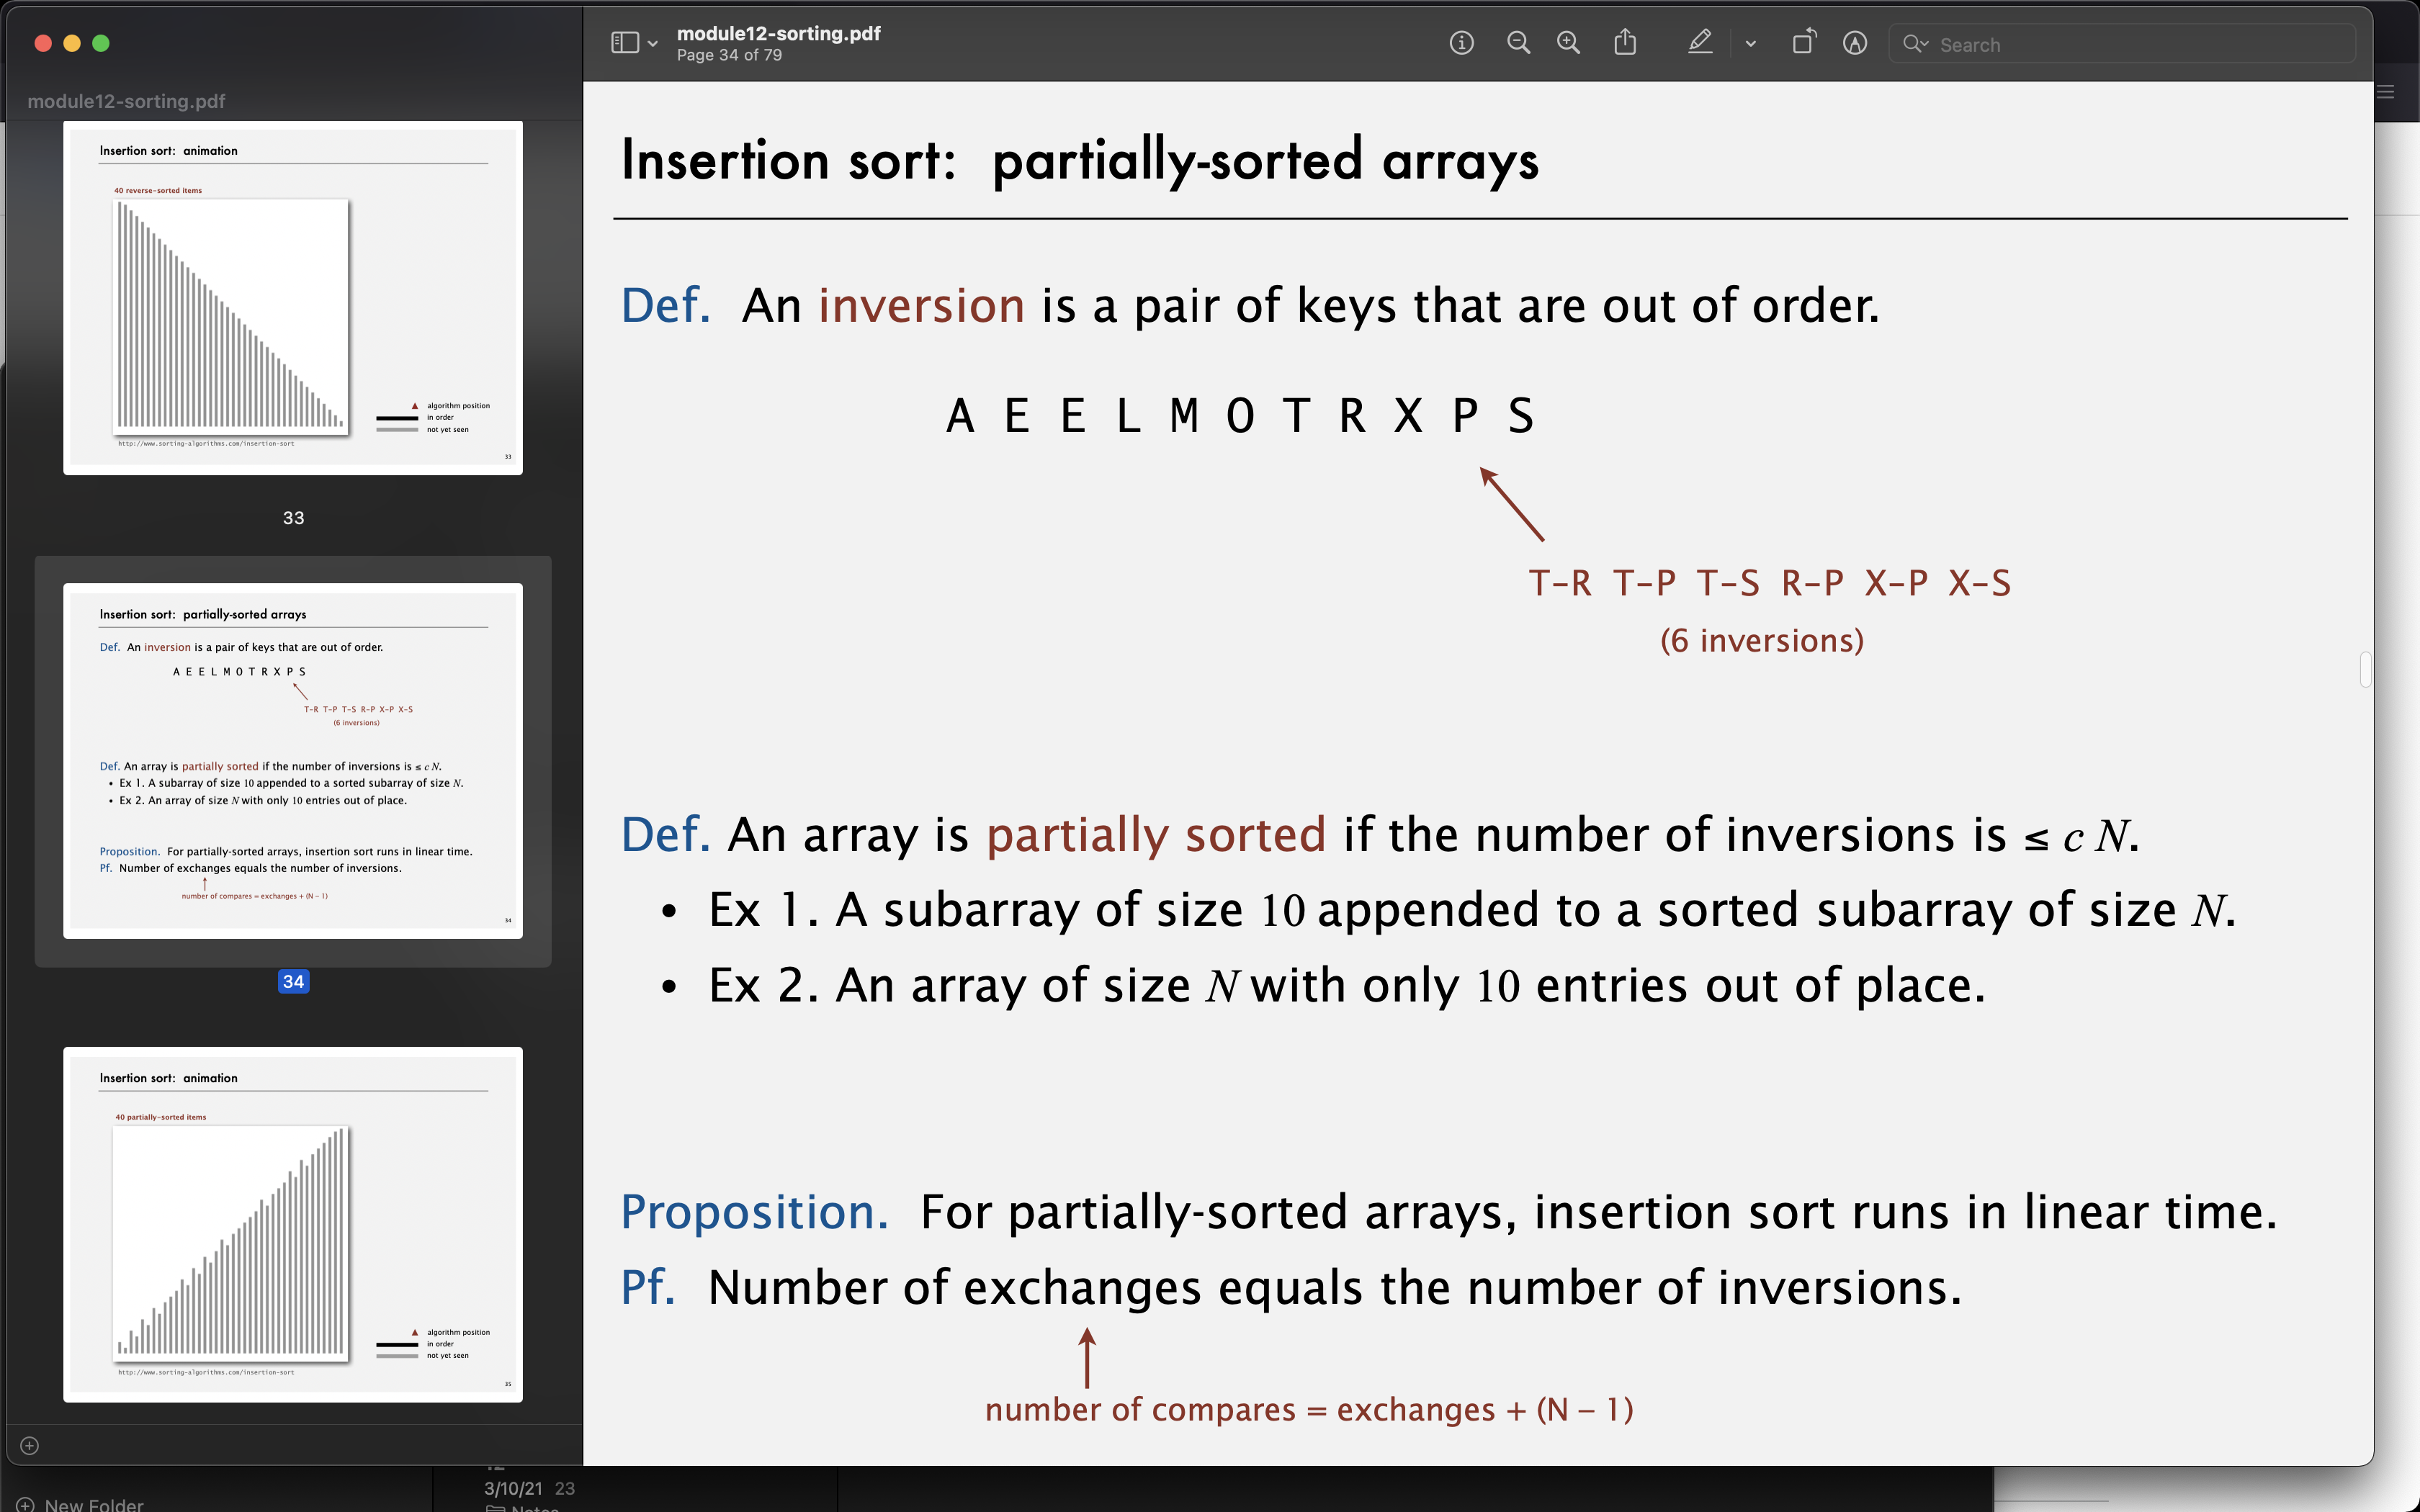 module12-sorting.pdf
Page 34 of 79
Search
module12-sorting.pdf
Insertion sort: animation
40 reverse-sorted items
algorithm position
in order
not yet seen
http://www.sorting-algorithms.com/insertion-sort
33
33
Insertion sort: partially-sorted arrays
Def. An inversion is a pair of keys that are out of order.
A E E L M O T R X P S
T-R T-P T-S R-P X-P X-S
(6 inversions)
Def. An array is partially sorted if the number of inversions is ≤ c N.
• Ex 1. A subarray of size 10 appended to a sorted subarray of size N.
• Ex 2. An array of size N with only 10 entries out of place.
Proposition. For partially-sorted arrays, insertion sort runs in linear time.
Pf. Number of exchanges equals the number of inversions.
number of compares = exchanges + (N – 1)
34
34
Insertion sort: animation
40 partially-sorted items
algorithm position
in order
not yet seen
http://www.sorting-algorithms.com/insertion-sort
35
Insertion sort: partially-sorted arrays
Def. An inversion is a pair of keys that are out of order.
A E E L M O T R X P S
T-R T-P T-S R-P X-P X-S
(6 inversions)
Def. An array is partially sorted if the number of inversions is ≤ c N.
• Ex 1. A subarray of size 10 appended to a sorted subarray of size N.
• Ex 2. An array of size N with only 10 entries out of place.
Proposition. For partially-sorted arrays, insertion sort runs in linear time.
Pf. Number of exchanges equals the number of inversions.
number of compares = exchanges + (N – 1)
3/10/21 23
New Folder
Notes